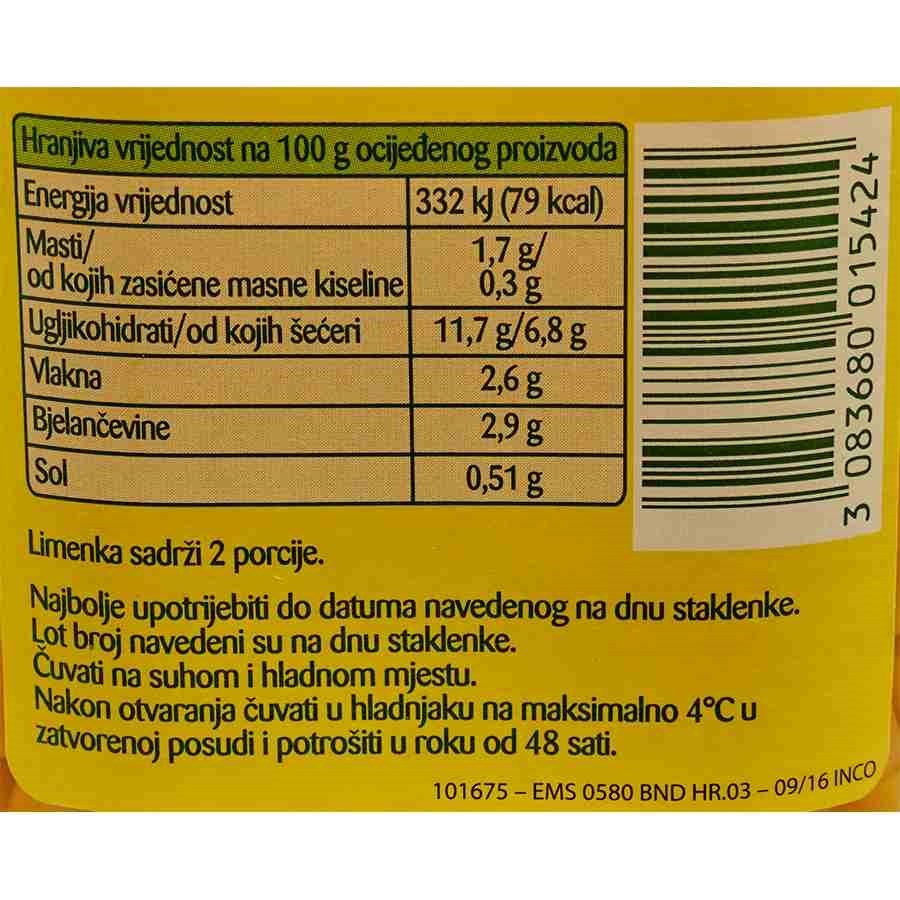 Hranjiva vrijednost na 100 g ocijeđenog proizvoda
Energija vrijednost 332 kJ (79 kcal)
Masti/ 1,7 g/
od kojih zasićene masne kiseline 0,3 g
Ugljikohidrati/od kojih šećeri 11,7 g/6,8 g
Vlakna 2,6 g
Bjelančevine 2,9 g
Sol 0,51 g
3 083680 015424
Limenka sadrži 2 porcije.
Najbolje upotrijebiti do datuma navedenog na dnu staklenke.
Lot broj navedeni su na dnu staklenke.
Čuvati na suhom i hladnom mjestu.
Nakon otvaranja čuvati u hladnjaku na maksimalno 4°C u
zatvorenoj posudi i potrošiti u roku od 48 sati.
101675 – EMS 0580 BND HR.03 – 09/16 INCO